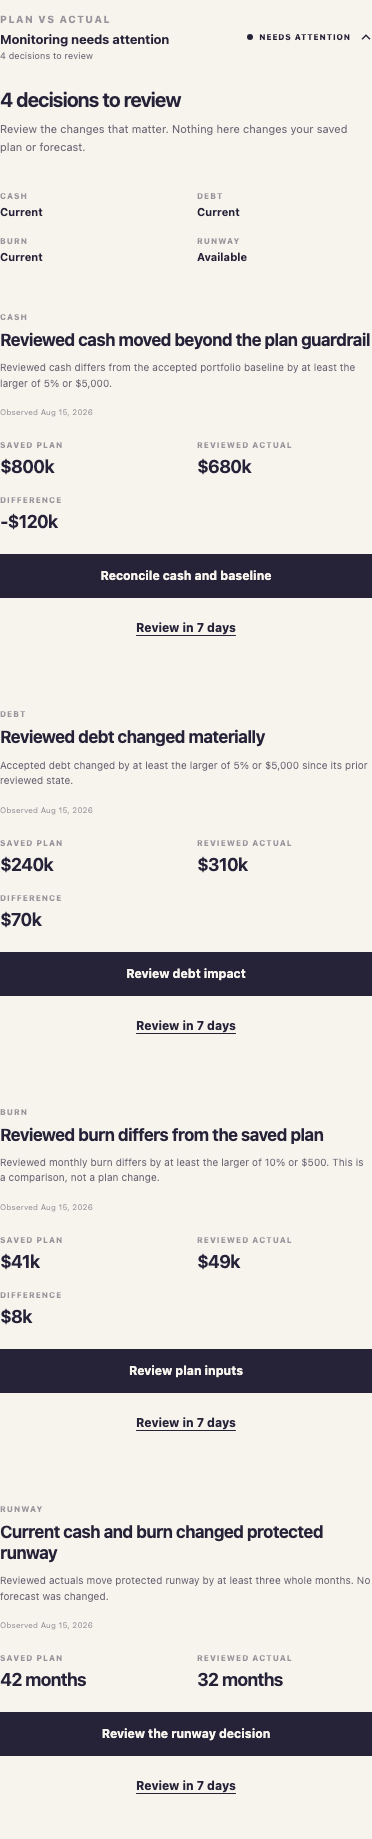 PLAN VS ACTUAL
Monitoring needs attention
4 decisions to review
NEEDS ATTENTION
4 decisions to review
Review the changes that matter. Nothing here changes your saved
plan or forecast.
CASH
Current
DEBT
Current
BURN
Current
RUNWAY
Available
CASH
Reviewed cash moved beyond the plan guardrail
Reviewed cash differs from the accepted portfolio baseline by at least the
larger of 5% or $5,000.
Observed Aug 15, 2026
SAVED PLAN
$800k
REVIEWED ACTUAL
$680k
DIFFERENCE
-$120k
Reconcile cash and baseline
Review in 7 days
DEBT
Reviewed debt changed materially
Accepted debt changed by at least the larger of 5% or $5,000 since its prior
reviewed state.
Observed Aug 15, 2026
SAVED PLAN
$240k
REVIEWED ACTUAL
$310k
DIFFERENCE
$70k
Review debt impact
Review in 7 days
BURN
Reviewed burn differs from the saved plan
Reviewed monthly burn differs by at least the larger of 10% or $500. This is
a comparison, not a plan change.
Observed Aug 15, 2026
SAVED PLAN
$41k
REVIEWED ACTUAL
$49k
DIFFERENCE
$8k
Review plan inputs
Review in 7 days
RUNWAY
Current cash and burn changed protected
runway
Reviewed actuals move protected runway by at least three whole months. No
forecast was changed.
Observed Aug 15, 2026
SAVED PLAN
42 months
REVIEWED ACTUAL
32 months
Review the runway decision
Review in 7 days